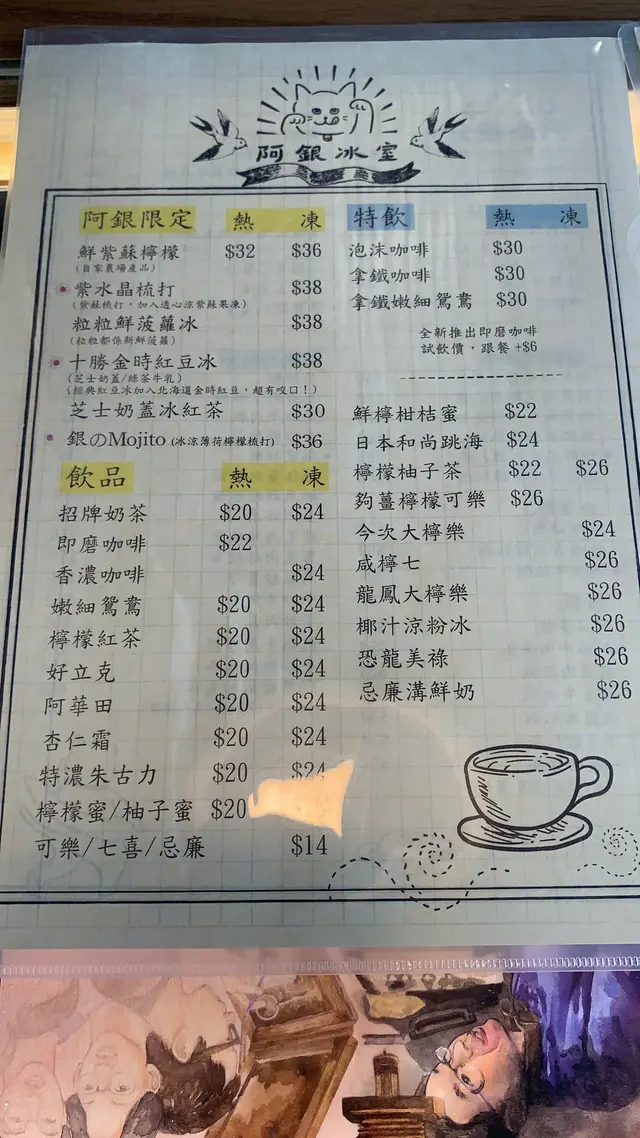 阿銀冰室
阿銀限定 熱 凍
鮮紫蘇檸檬 $32 $36
(自家農場產品)
紫水晶梳打 $38
(紫蘇梳打,加入透心涼紫蘇果凍)
粒粒鮮菠蘿冰 $38
(粒粒都係新鮮菠蘿)
十勝金時紅豆冰 $38
(芝士奶蓋/綠茶牛乳)
(經典紅豆冰加入北海道金時紅豆,超有咬口!)
芝士奶蓋冰紅茶 $30
銀のMojito (冰涼薄荷檸檬梳打) $36
飲品 熱 凍
招牌奶茶 $20 $24
即磨咖啡 $22
香濃咖啡 $24
嫩細鴛鴦 $20 $24
檸檬紅茶 $20 $24
好立克 $20 $24
阿華田 $20 $24
杏仁霜 $20 $24
特濃朱古力 $20 $24
檸檬蜜/柚子蜜 $20
可樂/七喜/忌廉 $14
特飲 熱 凍
泡沫咖啡 $30
拿鐵咖啡 $30
拿鐵嫩細鴛鴦 $30
全新推出即磨咖啡
試飲價,跟餐 +$6
鮮檸柑桔蜜 $22
日本和尚跳海 $24
檸檬柚子茶 $22 $26
夠薑檸檬可樂 $26
今次大檸樂 $24
咸檸七 $26
龍鳳大檸樂 $26
椰汁涼粉冰 $26
恐龍美祿 $26
忌廉溝鮮奶 $26